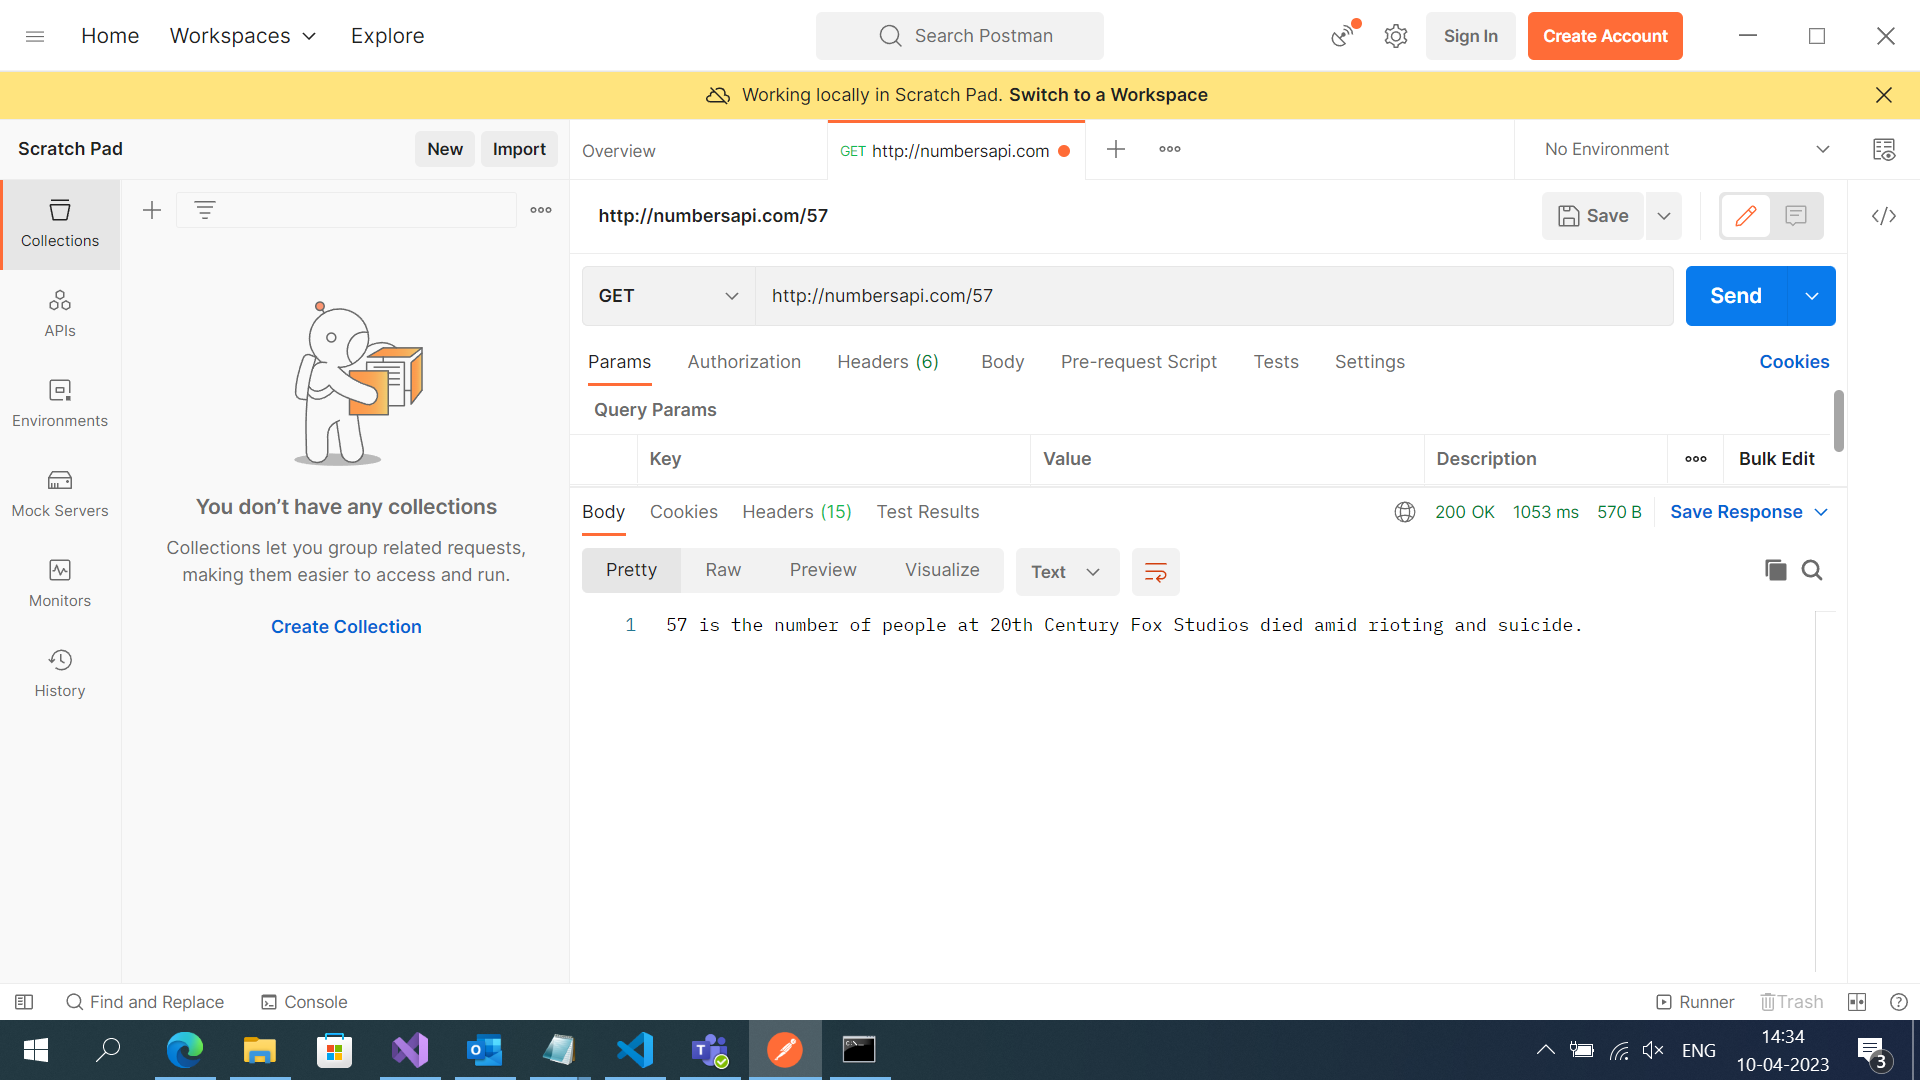 Home Workspaces Explore Search Postman Sign In Create Account
Working locally in Scratch Pad. Switch to a Workspace
Scratch Pad New Import Overview GET http://numbersapi.com No Environment
Collections
APIs
Environments
Mock Servers
Monitors
History
You don’t have any collections
Collections let you group related requests,
making them easier to access and run.
Create Collection
http://numbersapi.com/57 Save
GET http://numbersapi.com/57 Send
Params Authorization Headers (6) Body Pre-request Script Tests Settings Cookies
Query Params
Key Value Description Bulk Edit
Body Cookies Headers (15) Test Results 200 OK 1053 ms 570 B Save Response
Pretty Raw Preview Visualize Text
1 57 is the number of people at 20th Century Fox Studios died amid rioting and suicide.
Find and Replace Console Runner Trash
ENG 14:34
10-04-2023 3